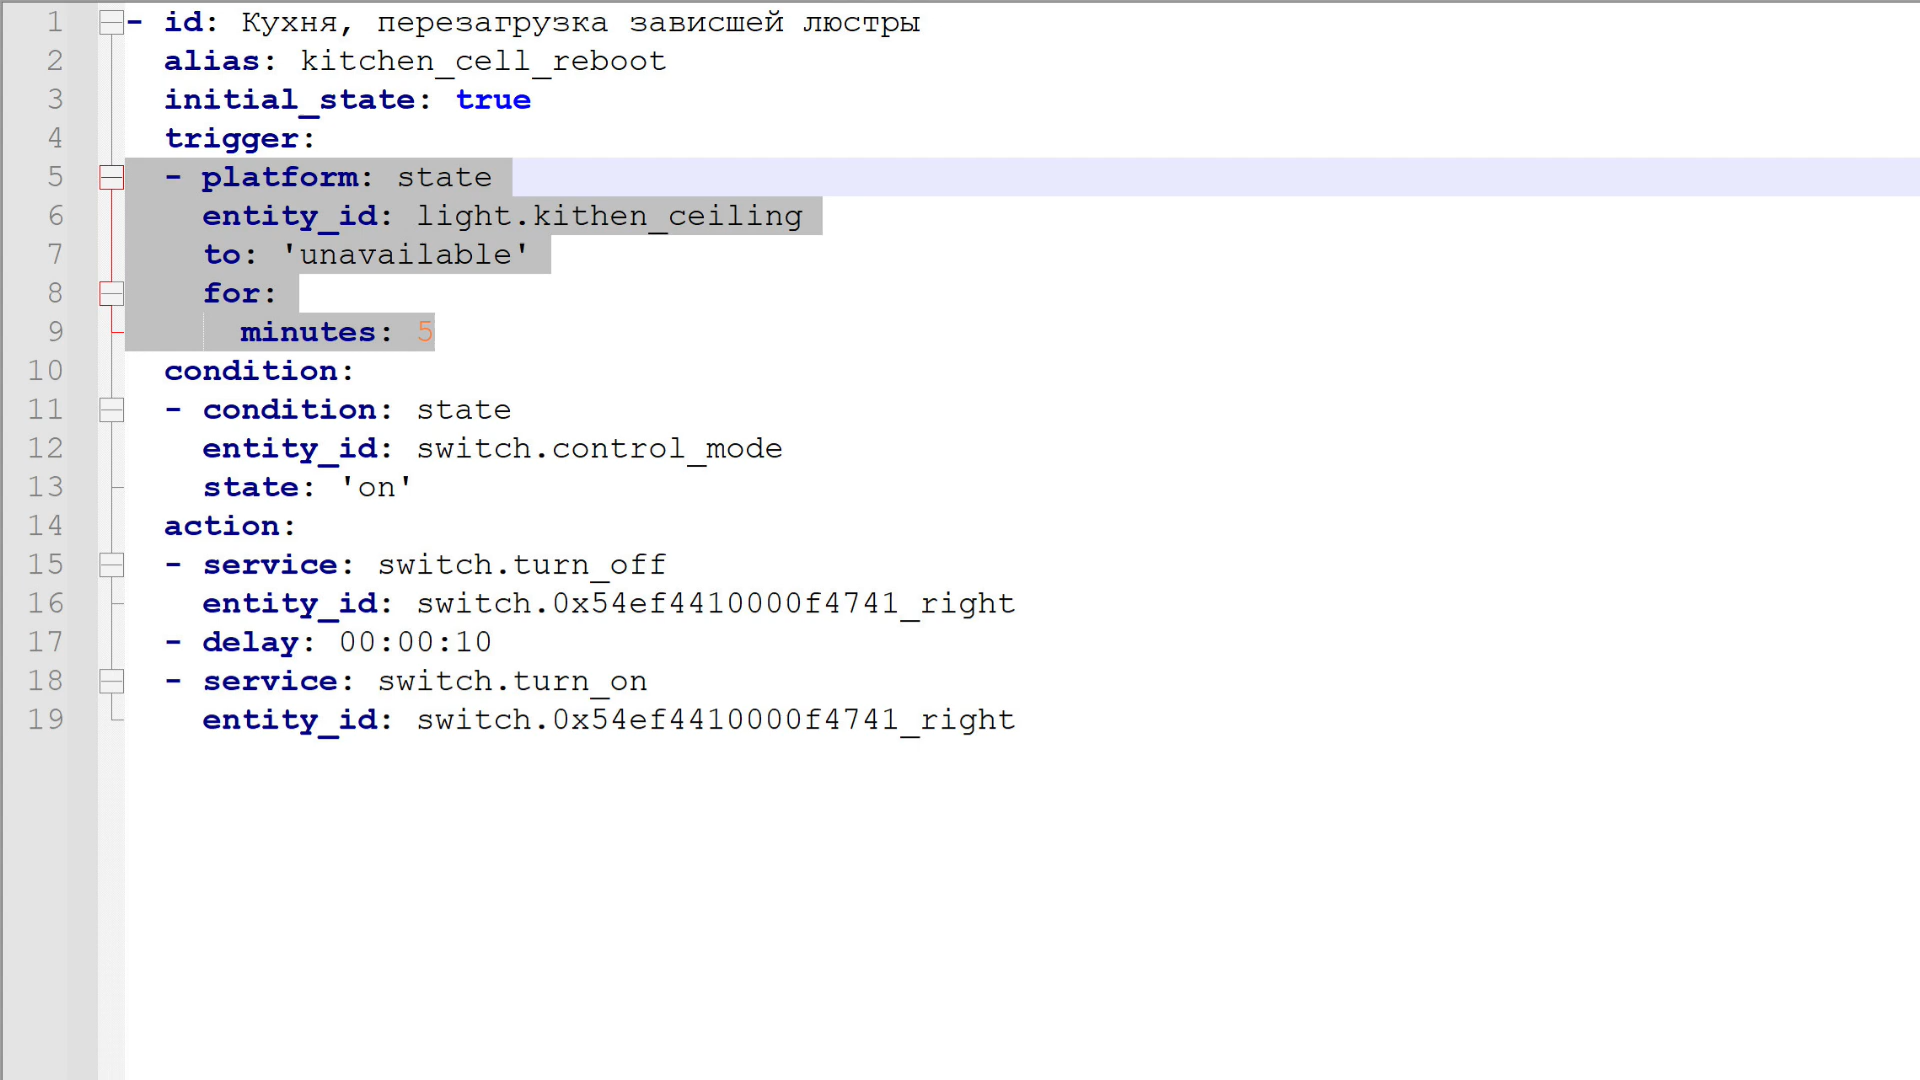 1 - id: Кухня, перезагрузка зависшей люстры
2 alias: kitchen_cell_reboot
3 initial_state: true
4 trigger:
5 - platform: state
6 entity_id: light.kithen_ceiling
7 to: 'unavailable'
8 for:
9 minutes: 5
10 condition:
11 - condition: state
12 entity_id: switch.control_mode
13 state: 'on'
14 action:
15 - service: switch.turn_off
16 entity_id: switch.0x54ef4410000f4741_right
17 - delay: 00:00:10
18 - service: switch.turn_on
19 entity_id: switch.0x54ef4410000f4741_right